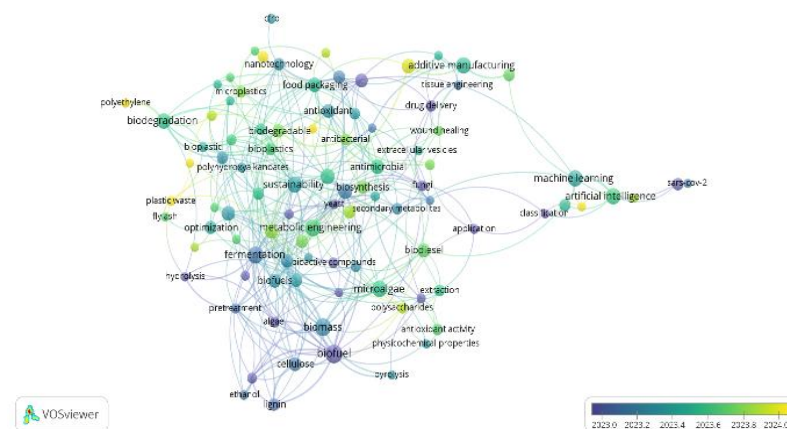 nanotechnology
additive manufacturing
food packaging
tissue engineering
microplastics
polyethylene
drug delivery
antioxidant
biodegradation
biodegradable
antibacterial
wound healing
bioplastic
bioplastics
extracellular vesicles
polyhydroxyalkanoates
antimicrobial
machine learning
sustainability
biosynthesis
fungi
sars-cov-2
artificial intelligence
plastic waste
yeast
secondary metabolites
classification
fly ash
optimization
metabolic engineering
application
fermentation
bioactive compounds
biodiesel
hydrolysis
biofuels
microalgae
extraction
pretreatment
polysaccharides
algae
biomass
antioxidant activity
physicochemical properties
biofuel
cellulose
pyrolysis
ethanol
lignin
VOSviewer
2023.0 2023.2 2023.4 2023.6 2023.8 2024.0